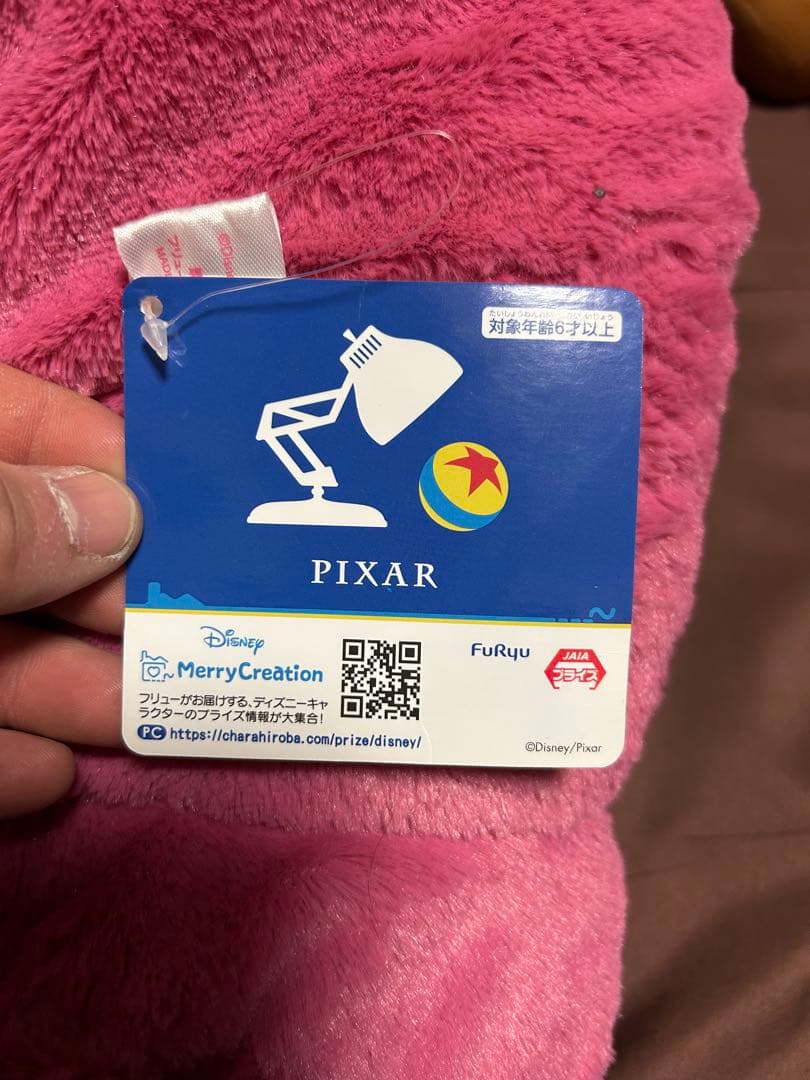 たいしょうねんれい さい いじょう
対象年齢6才以上
PIXAR
Disney
MerryCreation
フリューがお届けする、ディズニーキャ
ラクターのプライズ情報が大集合!
PC https://charahiroba.com/prize/disney/
FuRyu
JAIA
プライズ
©Disney/Pixar